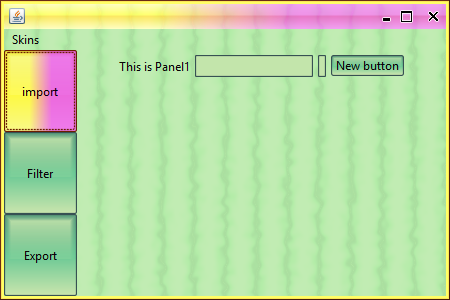 Skins
import
This is Panel1
New button
Filter
Export